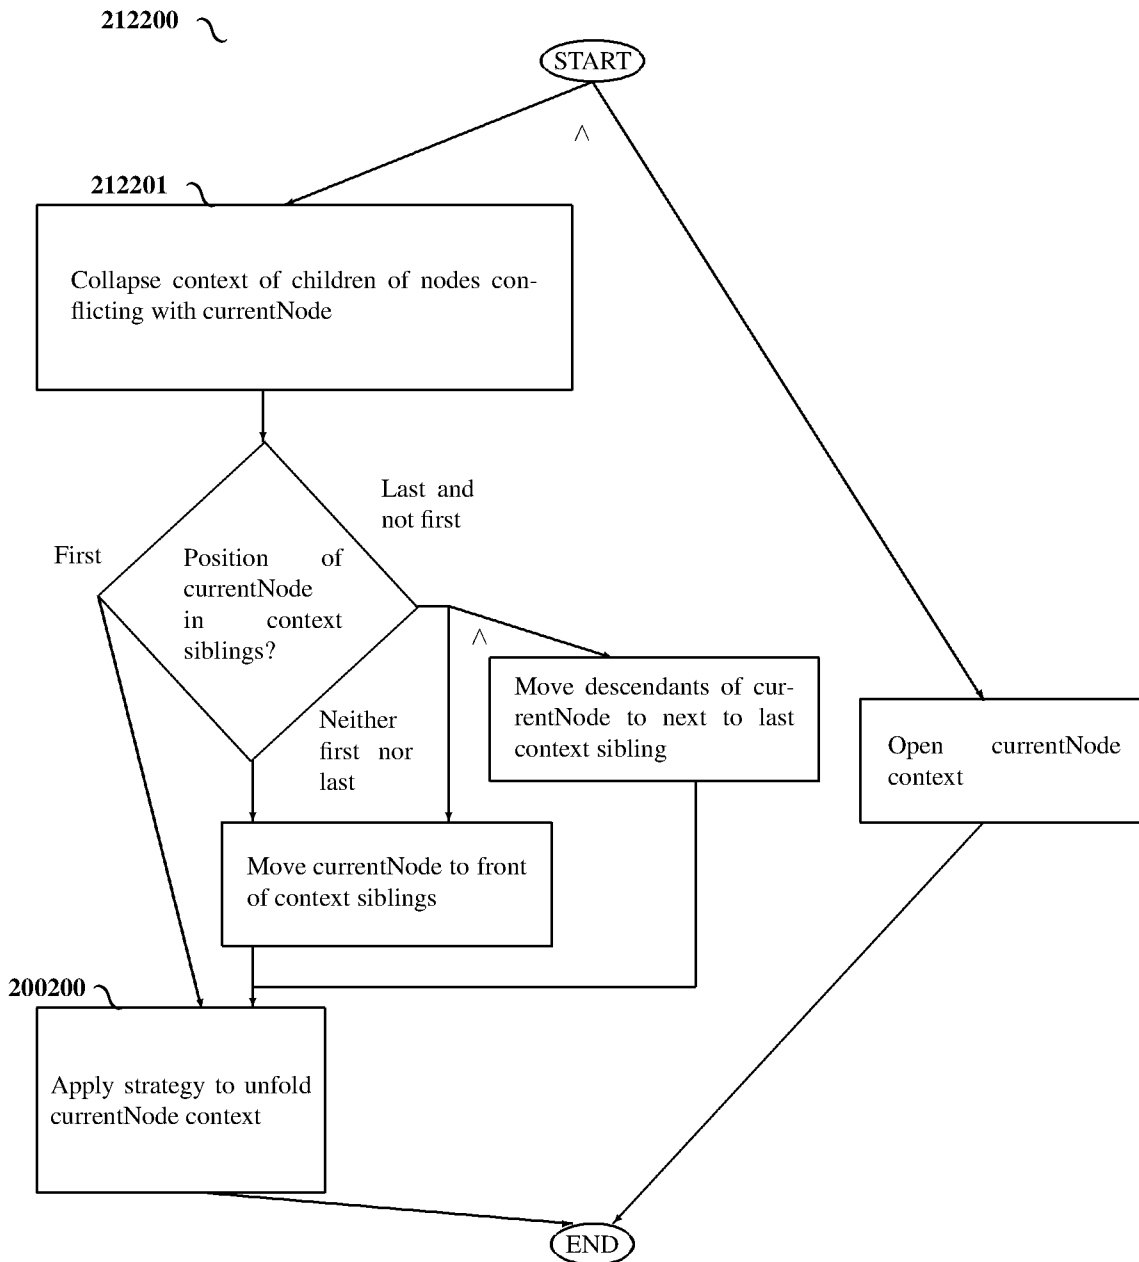 212200
START
∧
212201
Collapse context of children of nodes con-
flicting with currentNode
Last and
not first
First
Position of
currentNode
in context
siblings?
∧
Move descendants of cur-
rentNode to next to last
context sibling
Neither
first nor
last
Open currentNode
context
Move currentNode to front
of context siblings
200200
Apply strategy to unfold
currentNode context
END